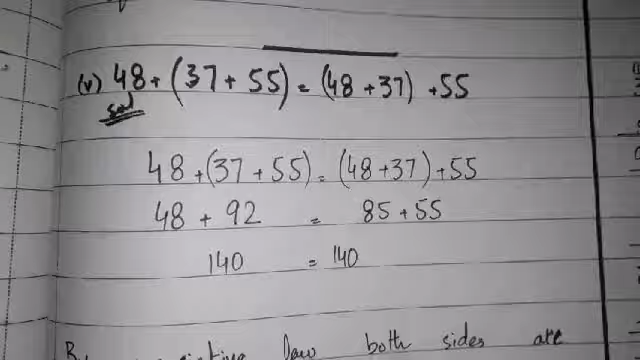 (v) 48 + (37 + 55) = (48 + 37) + 55
Sol
48 + (37 + 55) = (48 + 37) + 55
48 + 92 = 85 + 55
140 = 140
law both sides are